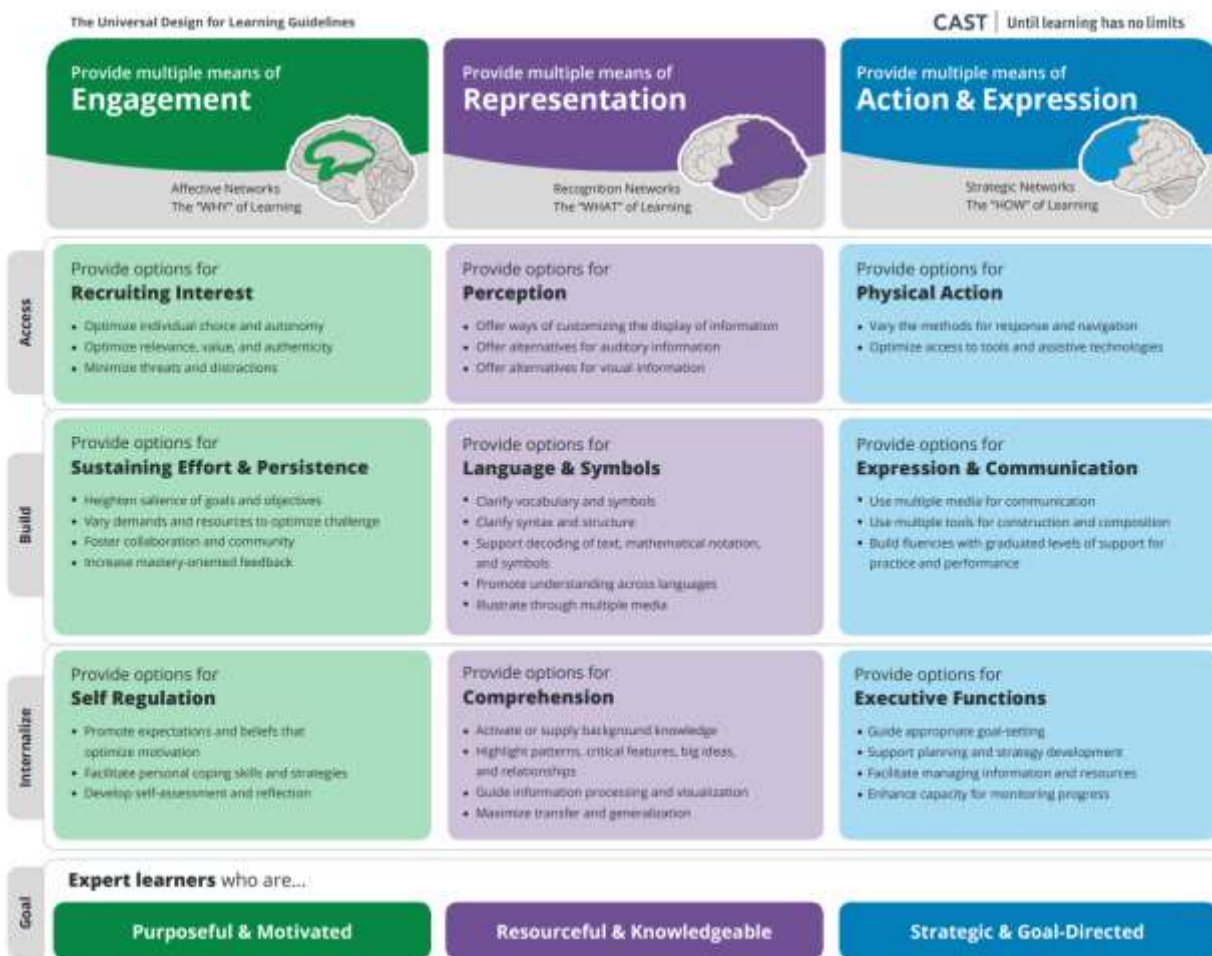 The Universal Design for Learning Guidelines
CAST | Until learning has no limits
Provide multiple means of
Engagement
Affective Networks
The "WHY" of Learning
Provide multiple means of
Representation
Recognition Networks
The "WHAT" of Learning
Provide multiple means of
Action & Expression
Strategic Networks
The "HOW" of Learning
Access
Provide options for
Recruiting Interest
• Optimize individual choice and autonomy
• Optimize relevance, value, and authenticity
• Minimize threats and distractions
Provide options for
Perception
• Offer ways of customizing the display of information
• Offer alternatives for auditory information
• Offer alternatives for visual information
Provide options for
Physical Action
• Vary the methods for response and navigation
• Optimize access to tools and assistive technologies
Build
Provide options for
Sustaining Effort & Persistence
• Heighten salience of goals and objectives
• Vary demands and resources to optimize challenge
• Foster collaboration and community
• Increase mastery-oriented feedback
Provide options for
Language & Symbols
• Clarify vocabulary and symbols
• Clarify syntax and structure
• Support decoding of text, mathematical notation,
and symbols
• Promote understanding across languages
• Illustrate through multiple media
Provide options for
Expression & Communication
• Use multiple media for communication
• Use multiple tools for construction and composition
• Build fluencies with graduated levels of support for
practice and performance
Internalize
Provide options for
Self Regulation
• Promote expectations and beliefs that
optimize motivation
• Facilitate personal coping skills and strategies
• Develop self-assessment and reflection
Provide options for
Comprehension
• Activate or supply background knowledge
• Highlight patterns, critical features, big ideas,
and relationships
• Guide information processing and visualization
• Maximize transfer and generalization
Provide options for
Executive Functions
• Guide appropriate goal-setting
• Support planning and strategy development
• Facilitate managing information and resources
• Enhance capacity for monitoring progress
Goal
Expert learners who are...
Purposeful & Motivated
Resourceful & Knowledgeable
Strategic & Goal-Directed